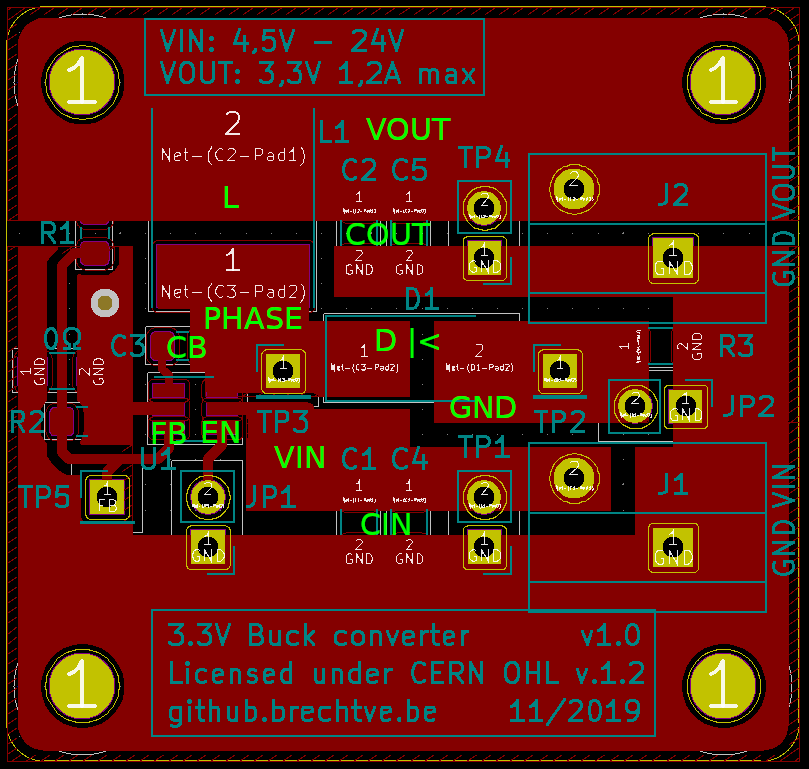 VIN: 4,5V – 24V
VOUT: 3,3V 1,2A max
1
1
2
Net-(C2-Pad1)
L1
VOUT
L
C2
C5
TP4
2
J2
GND VOUT
1
1
2
R1
COUT
2
GND
2
GND
1
GND
1
GND
1
Net-(C3-Pad2)
D1
PHASE
0Ω
C3
CB
D |<
1
GND
2
GND
1
1
Net-(C3-Pad2)
2
Net-(D1-Pad2)
1
1
2
GND
R3
R2
FB
EN
TP3
GND
TP2
2
1
GND
JP2
VIN
U1
C1
C4
TP1
2
J1
GND VIN
TP5
1
FB
2
JP1
1
1
2
CIN
1
GND
2
GND
2
GND
1
GND
1
GND
3.3V Buck converter
v1.0
Licensed under CERN OHL v.1.2
github.brechtve.be
11/2019
1
1